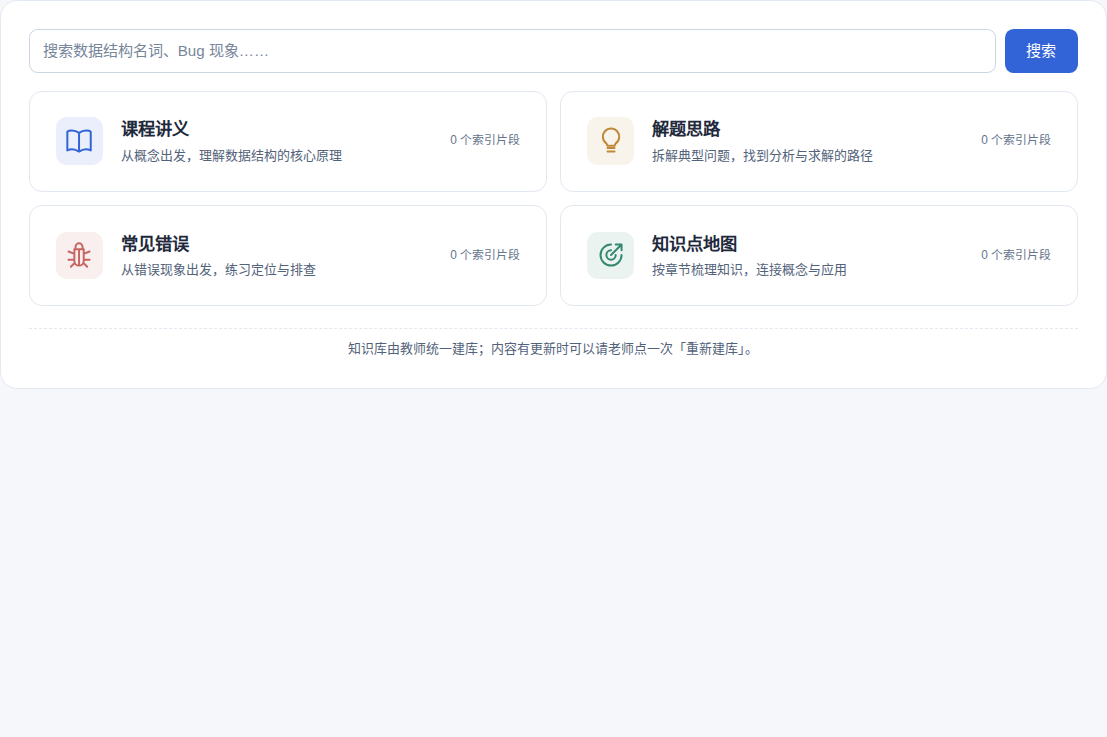 搜索数据结构名词、Bug 现象……
搜索
课程讲义
从概念出发，理解数据结构的核心原理
0 个索引片段
解题思路
拆解典型问题，找到分析与求解的路径
0 个索引片段
常见错误
从错误现象出发，练习定位与排查
0 个索引片段
知识点地图
按章节梳理知识，连接概念与应用
0 个索引片段
知识库由教师统一建库；内容有更新时可以请老师点一次「重新建库」。